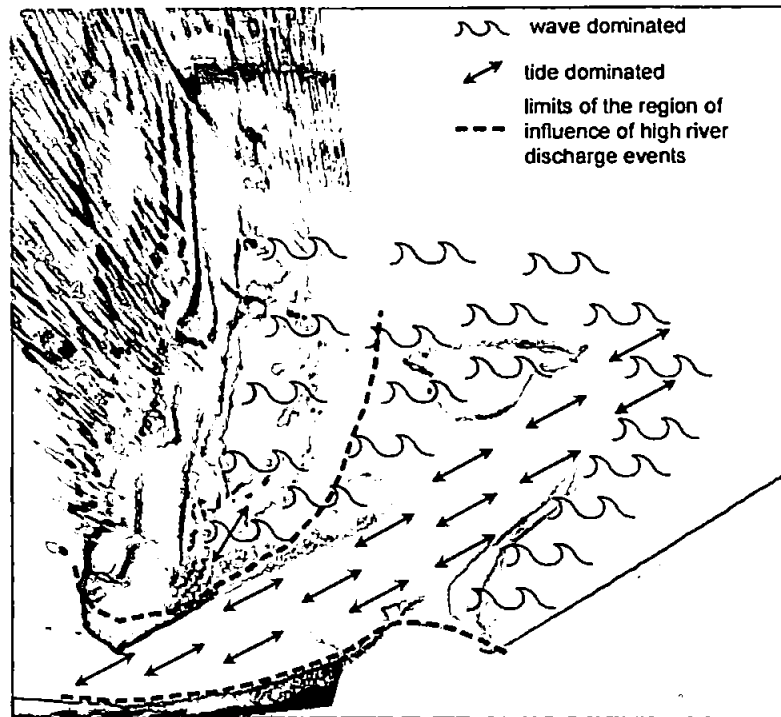 wave dominated
tide dominated
limits of the region of
influence of high river
discharge events